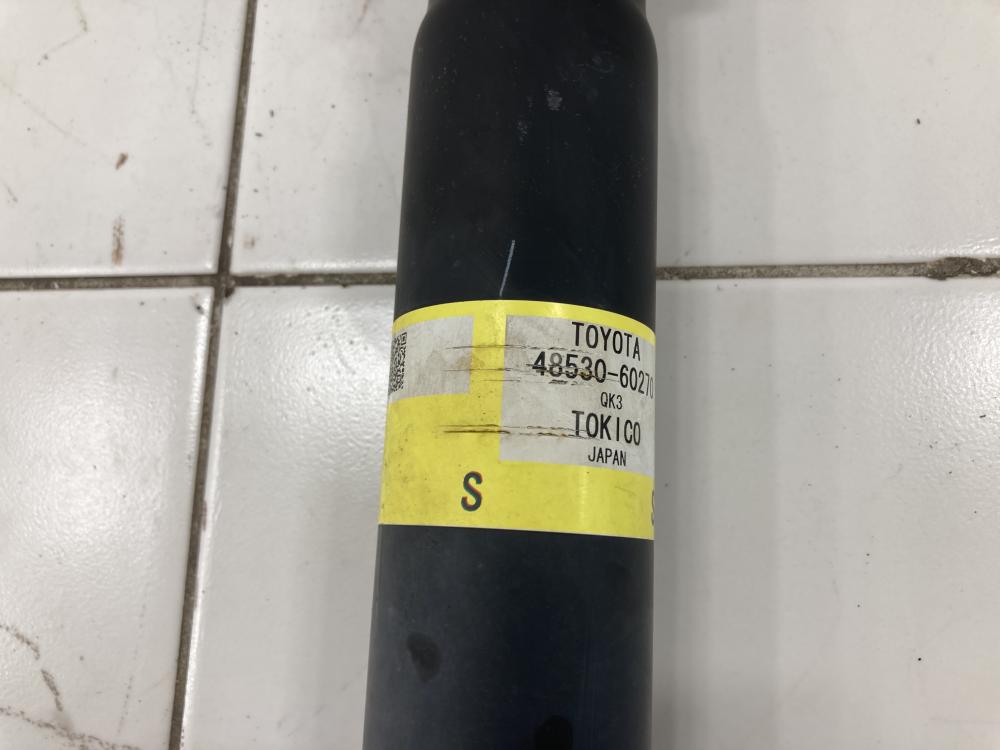 TOYOTA
48530-60270
QK3
TOKICO
JAPAN
S
S